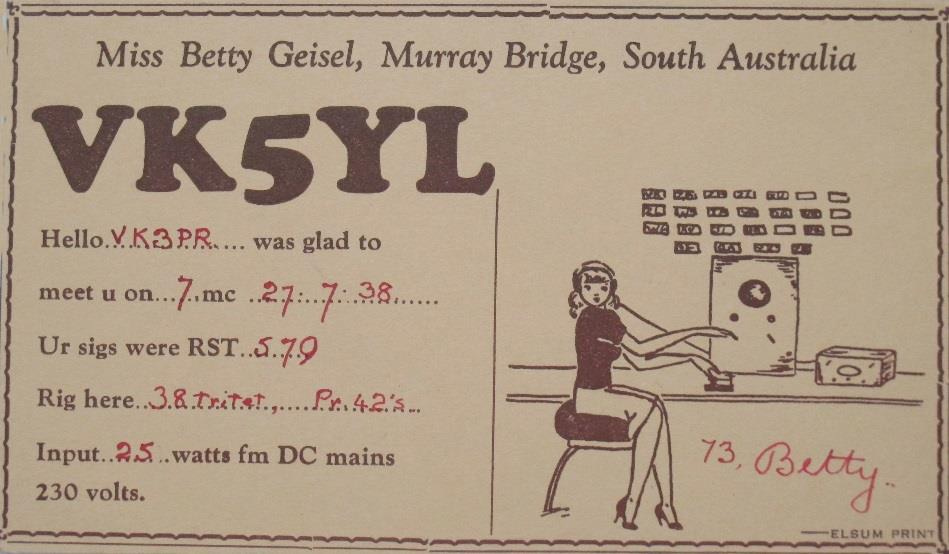 Miss Betty Geisel, Murray Bridge, South Australia
VK5YL
Hello..VK3PR..... was glad to
meet u on...7..mc ..27:.7:.38.......
Ur sigs were RST..579
Rig here..38 tritet.,.....Pr. 42's...
Input..25..watts fm DC mains
230 volts.
73, Betty.
ELSUM PRINT